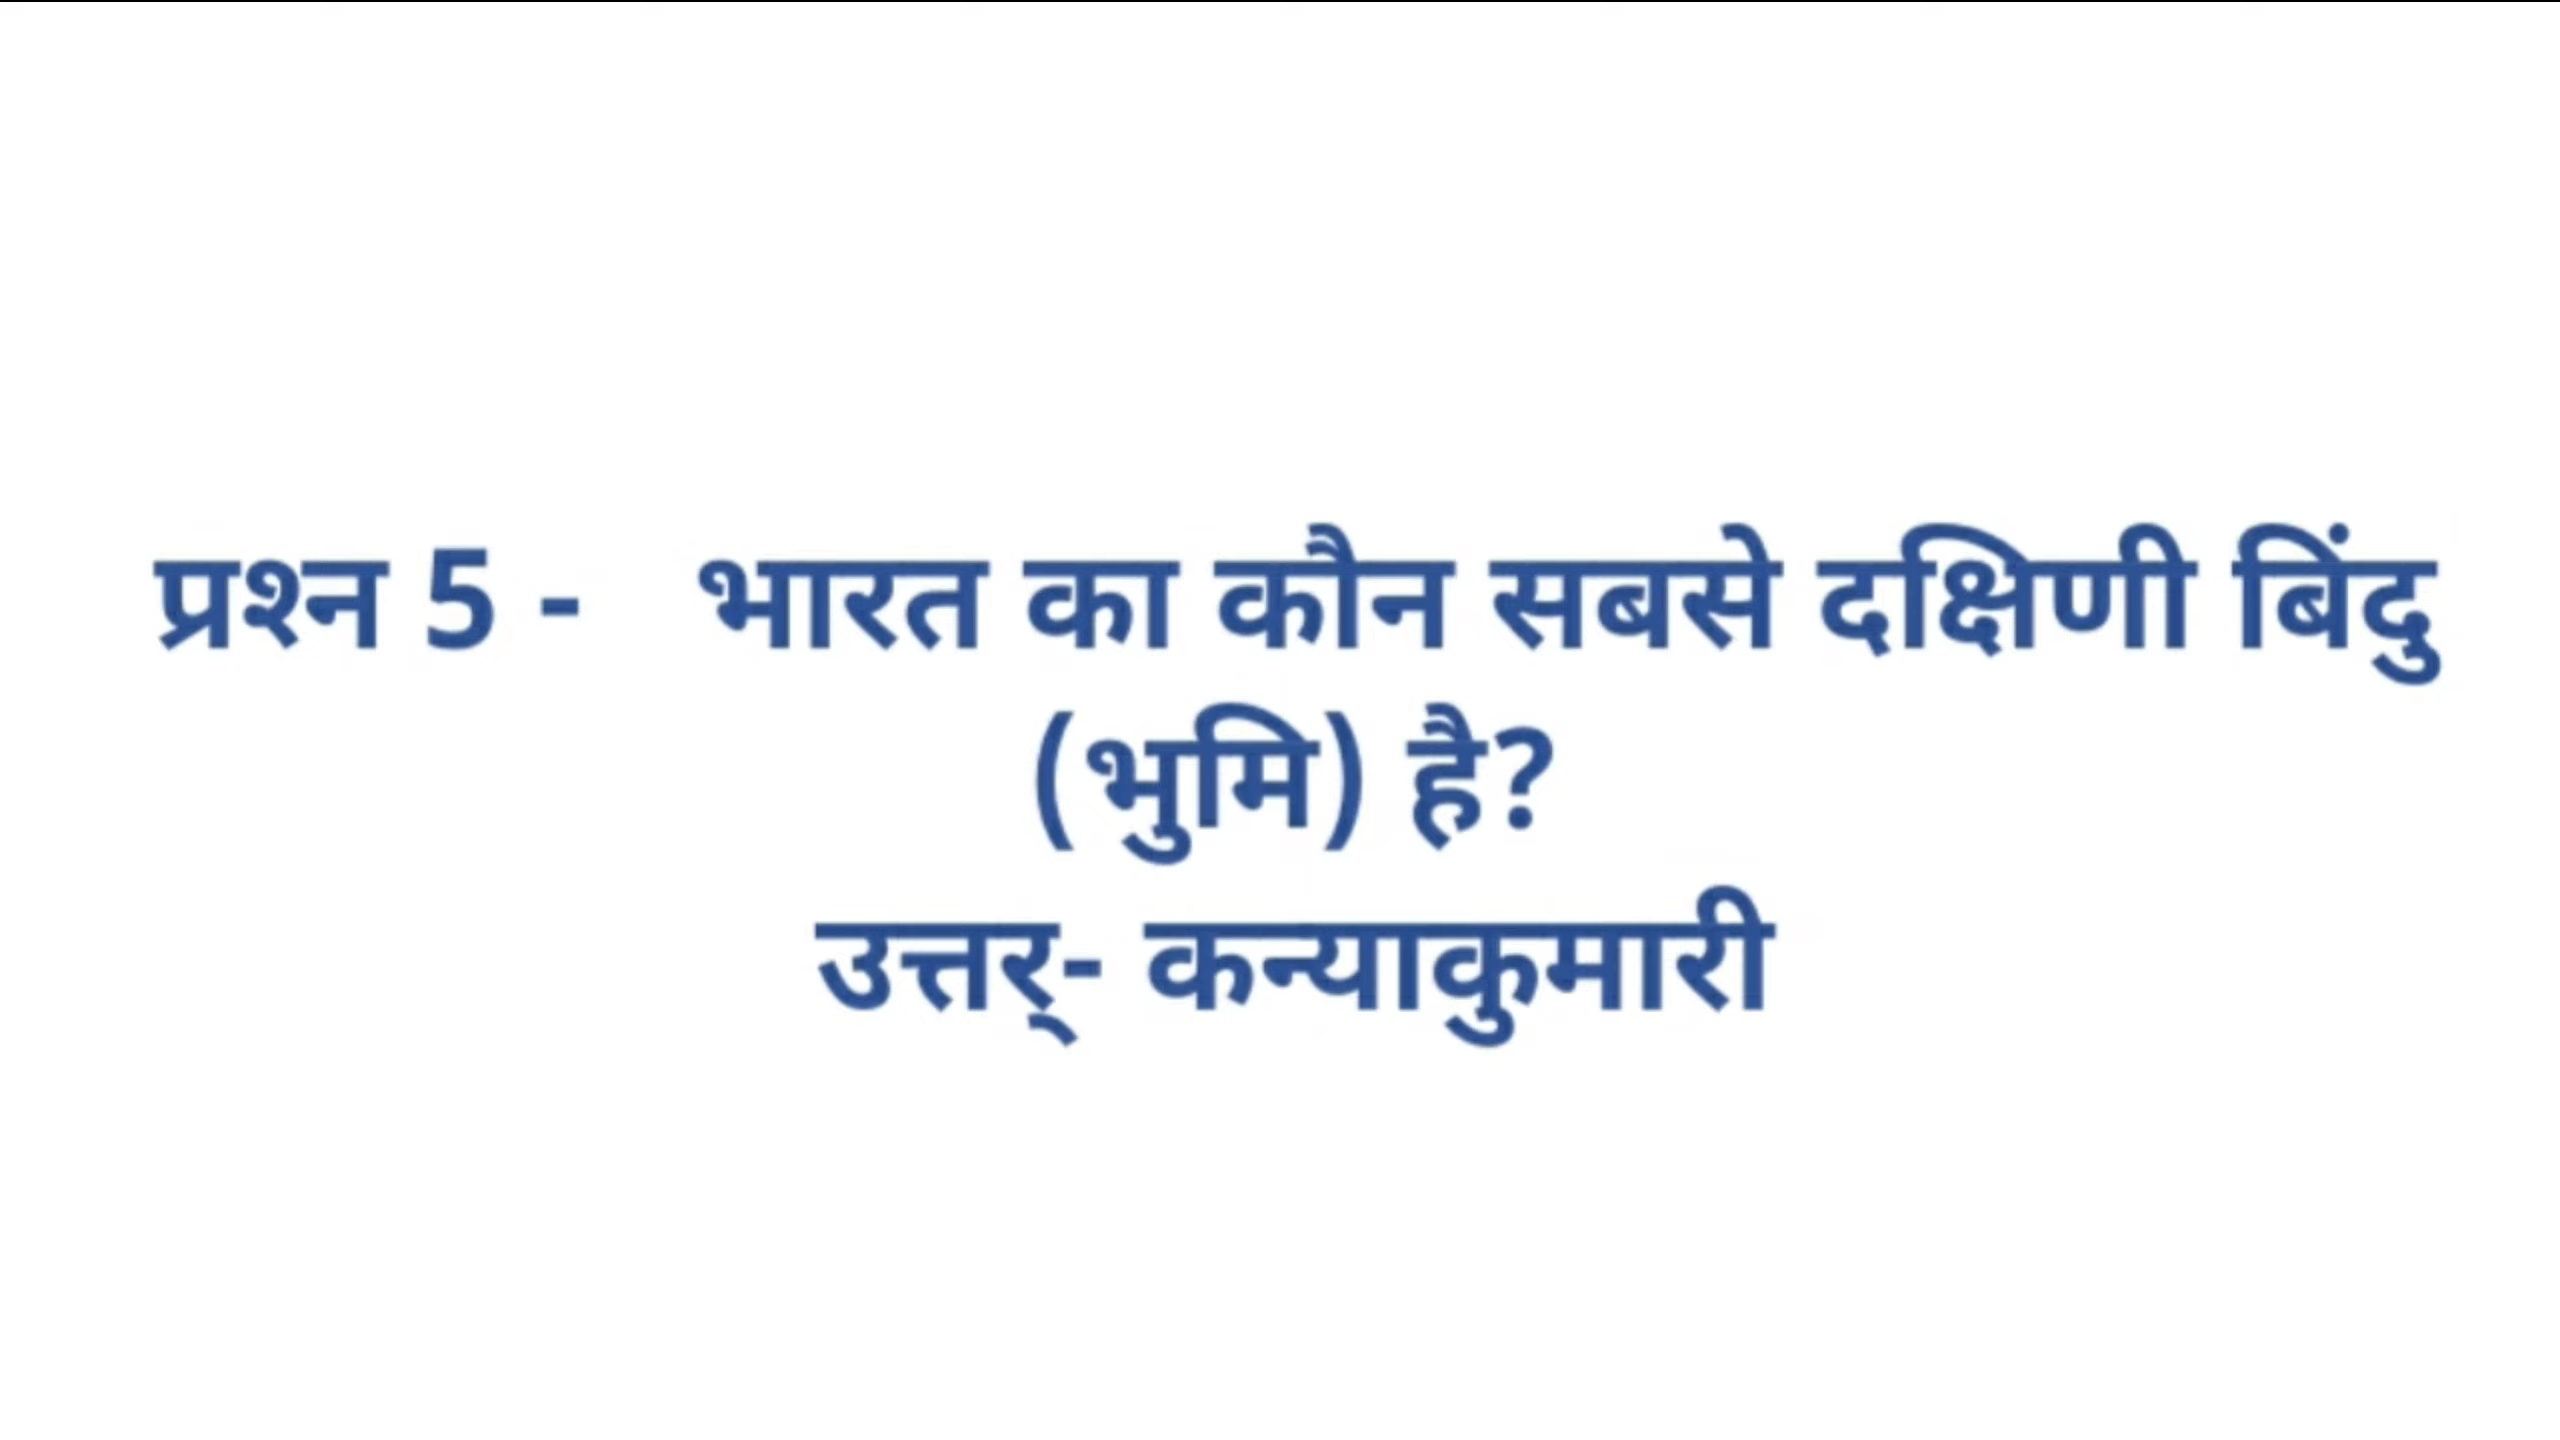 प्रश्न 5 - भारत का कौन सबसे दक्षिणी बिंदु
(भुमि) है?
उत्तर्- कन्याकुमारी